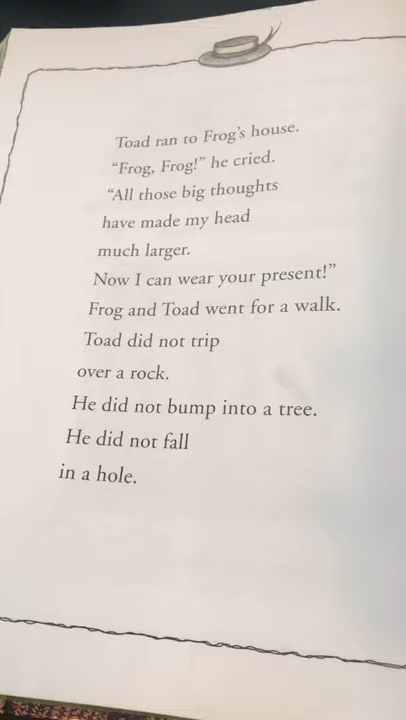 Toad ran to Frog's house.
"Frog, Frog!" he cried.
"All those big thoughts
have made my head
much larger.
Now I can wear your present!"
Frog and Toad went for a walk.
Toad did not trip
over a rock.
He did not bump into a tree.
He did not fall
in a hole.